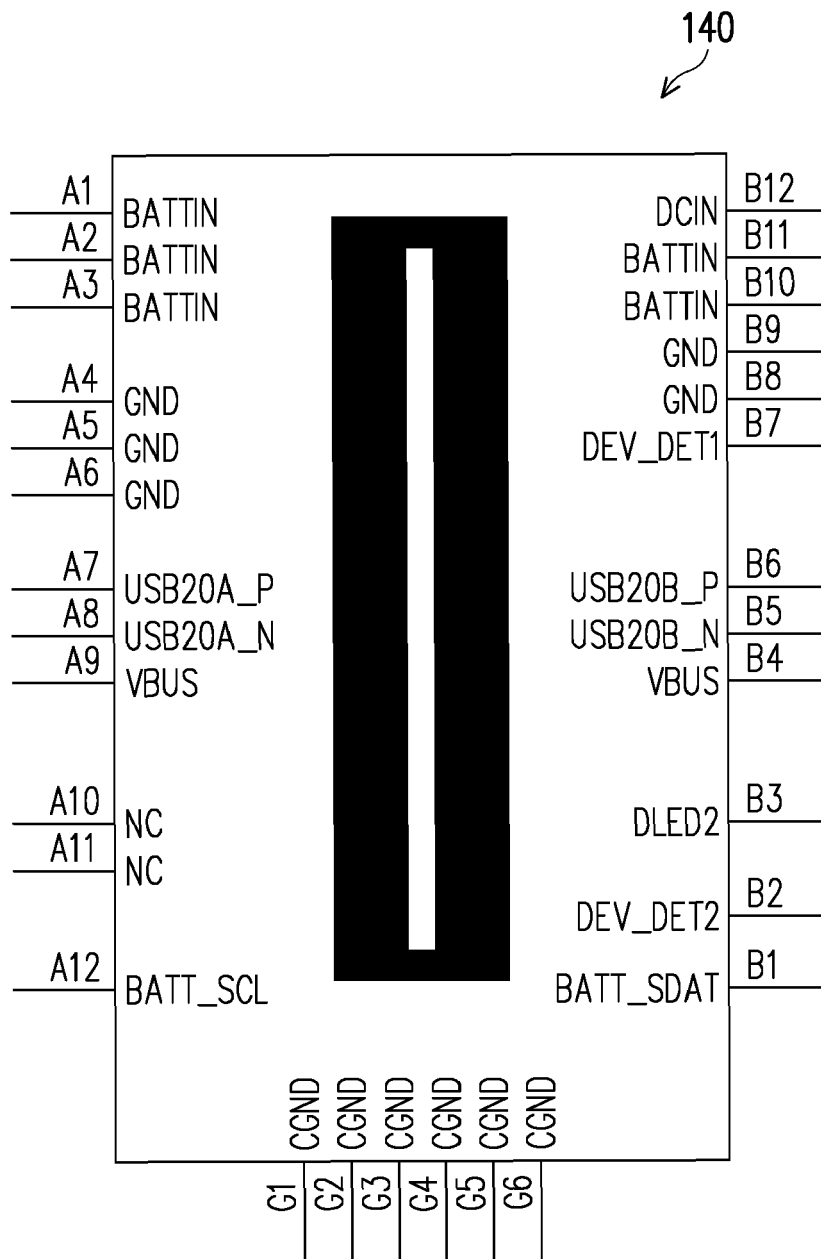 140
A1 BATTIN
A2 BATTIN
A3 BATTIN
A4 GND
A5 GND
A6 GND
A7 USB20A_P
A8 USB20A_N
A9 VBUS
A10 NC
A11 NC
A12 BATT_SCL
DCIN B12
BATTIN B11
BATTIN B10
GND B9
GND B8
DEV_DET1 B7
USB20B_P B6
USB20B_N B5
VBUS B4
DLED2 B3
DEV_DET2 B2
BATT_SDAT B1
G1 CGND
G2 CGND
G3 CGND
G4 CGND
G5 CGND
G6 CGND